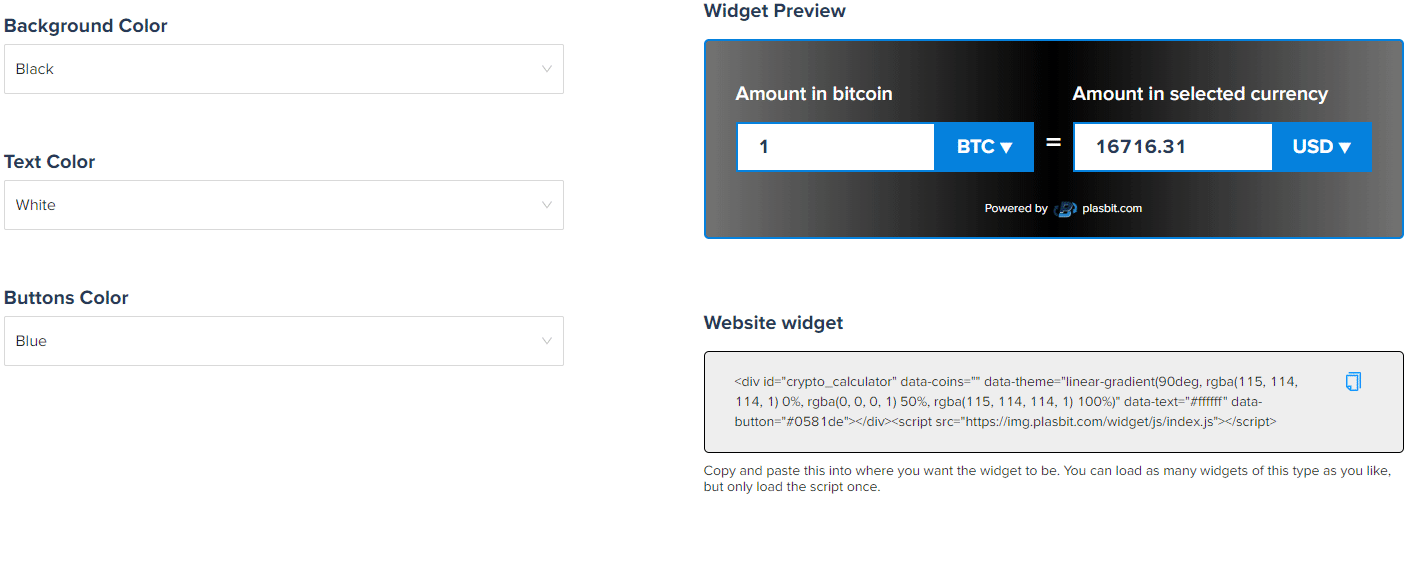 Background Color
Black
Text Color
White
Buttons Color
Blue
Widget Preview
Amount in bitcoin
1
BTC ▼
=
Amount in selected currency
16716.31
USD ▼
Powered by plasbit.com
Website widget
<div id="crypto_calculator" data-coins="" data-theme="linear-gradient(90deg, rgba(115, 114,
114, 1) 0%, rgba(0, 0, 0, 1) 50%, rgba(115, 114, 114, 1) 100%)" data-text="#ffffff" data-
button="#0581de"></div><script src="https://img.plasbit.com/widget/js/index.js"></script>
Copy and paste this into where you want the widget to be. You can load as many widgets of this type as you like,
but only load the script once.